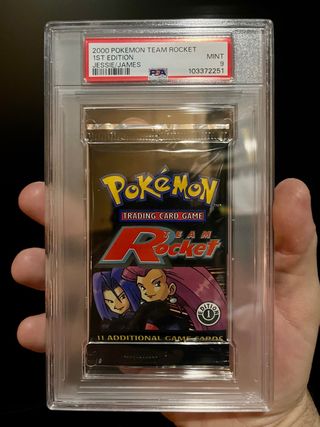 2000 POKEMON TEAM ROCKET
1ST EDITION MINT
JESSIE/JAMES 9
PSA 103372251
POKéMON
TRADING CARD GAME
TEAM
Rocket
EDITION
1
11 ADDITIONAL GAME CARDS